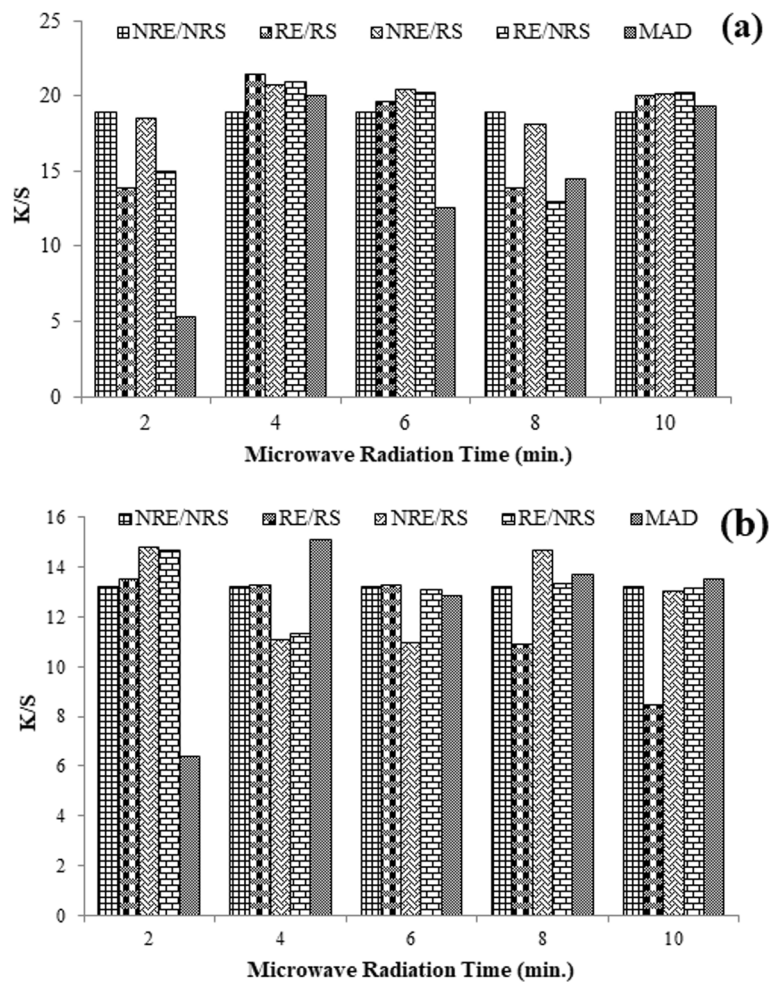 (a)
NRE/NRS RE/RS NRE/RS RE/NRS MAD
25
20
15
10
5
0
K/S
2 4 6 8 10
Microwave Radiation Time (min.)
(b)
NRE/NRS RE/RS NRE/RS RE/NRS MAD
16
14
12
10
8
6
4
2
0
K/S
2 4 6 8 10
Microwave Radiation Time (min.)